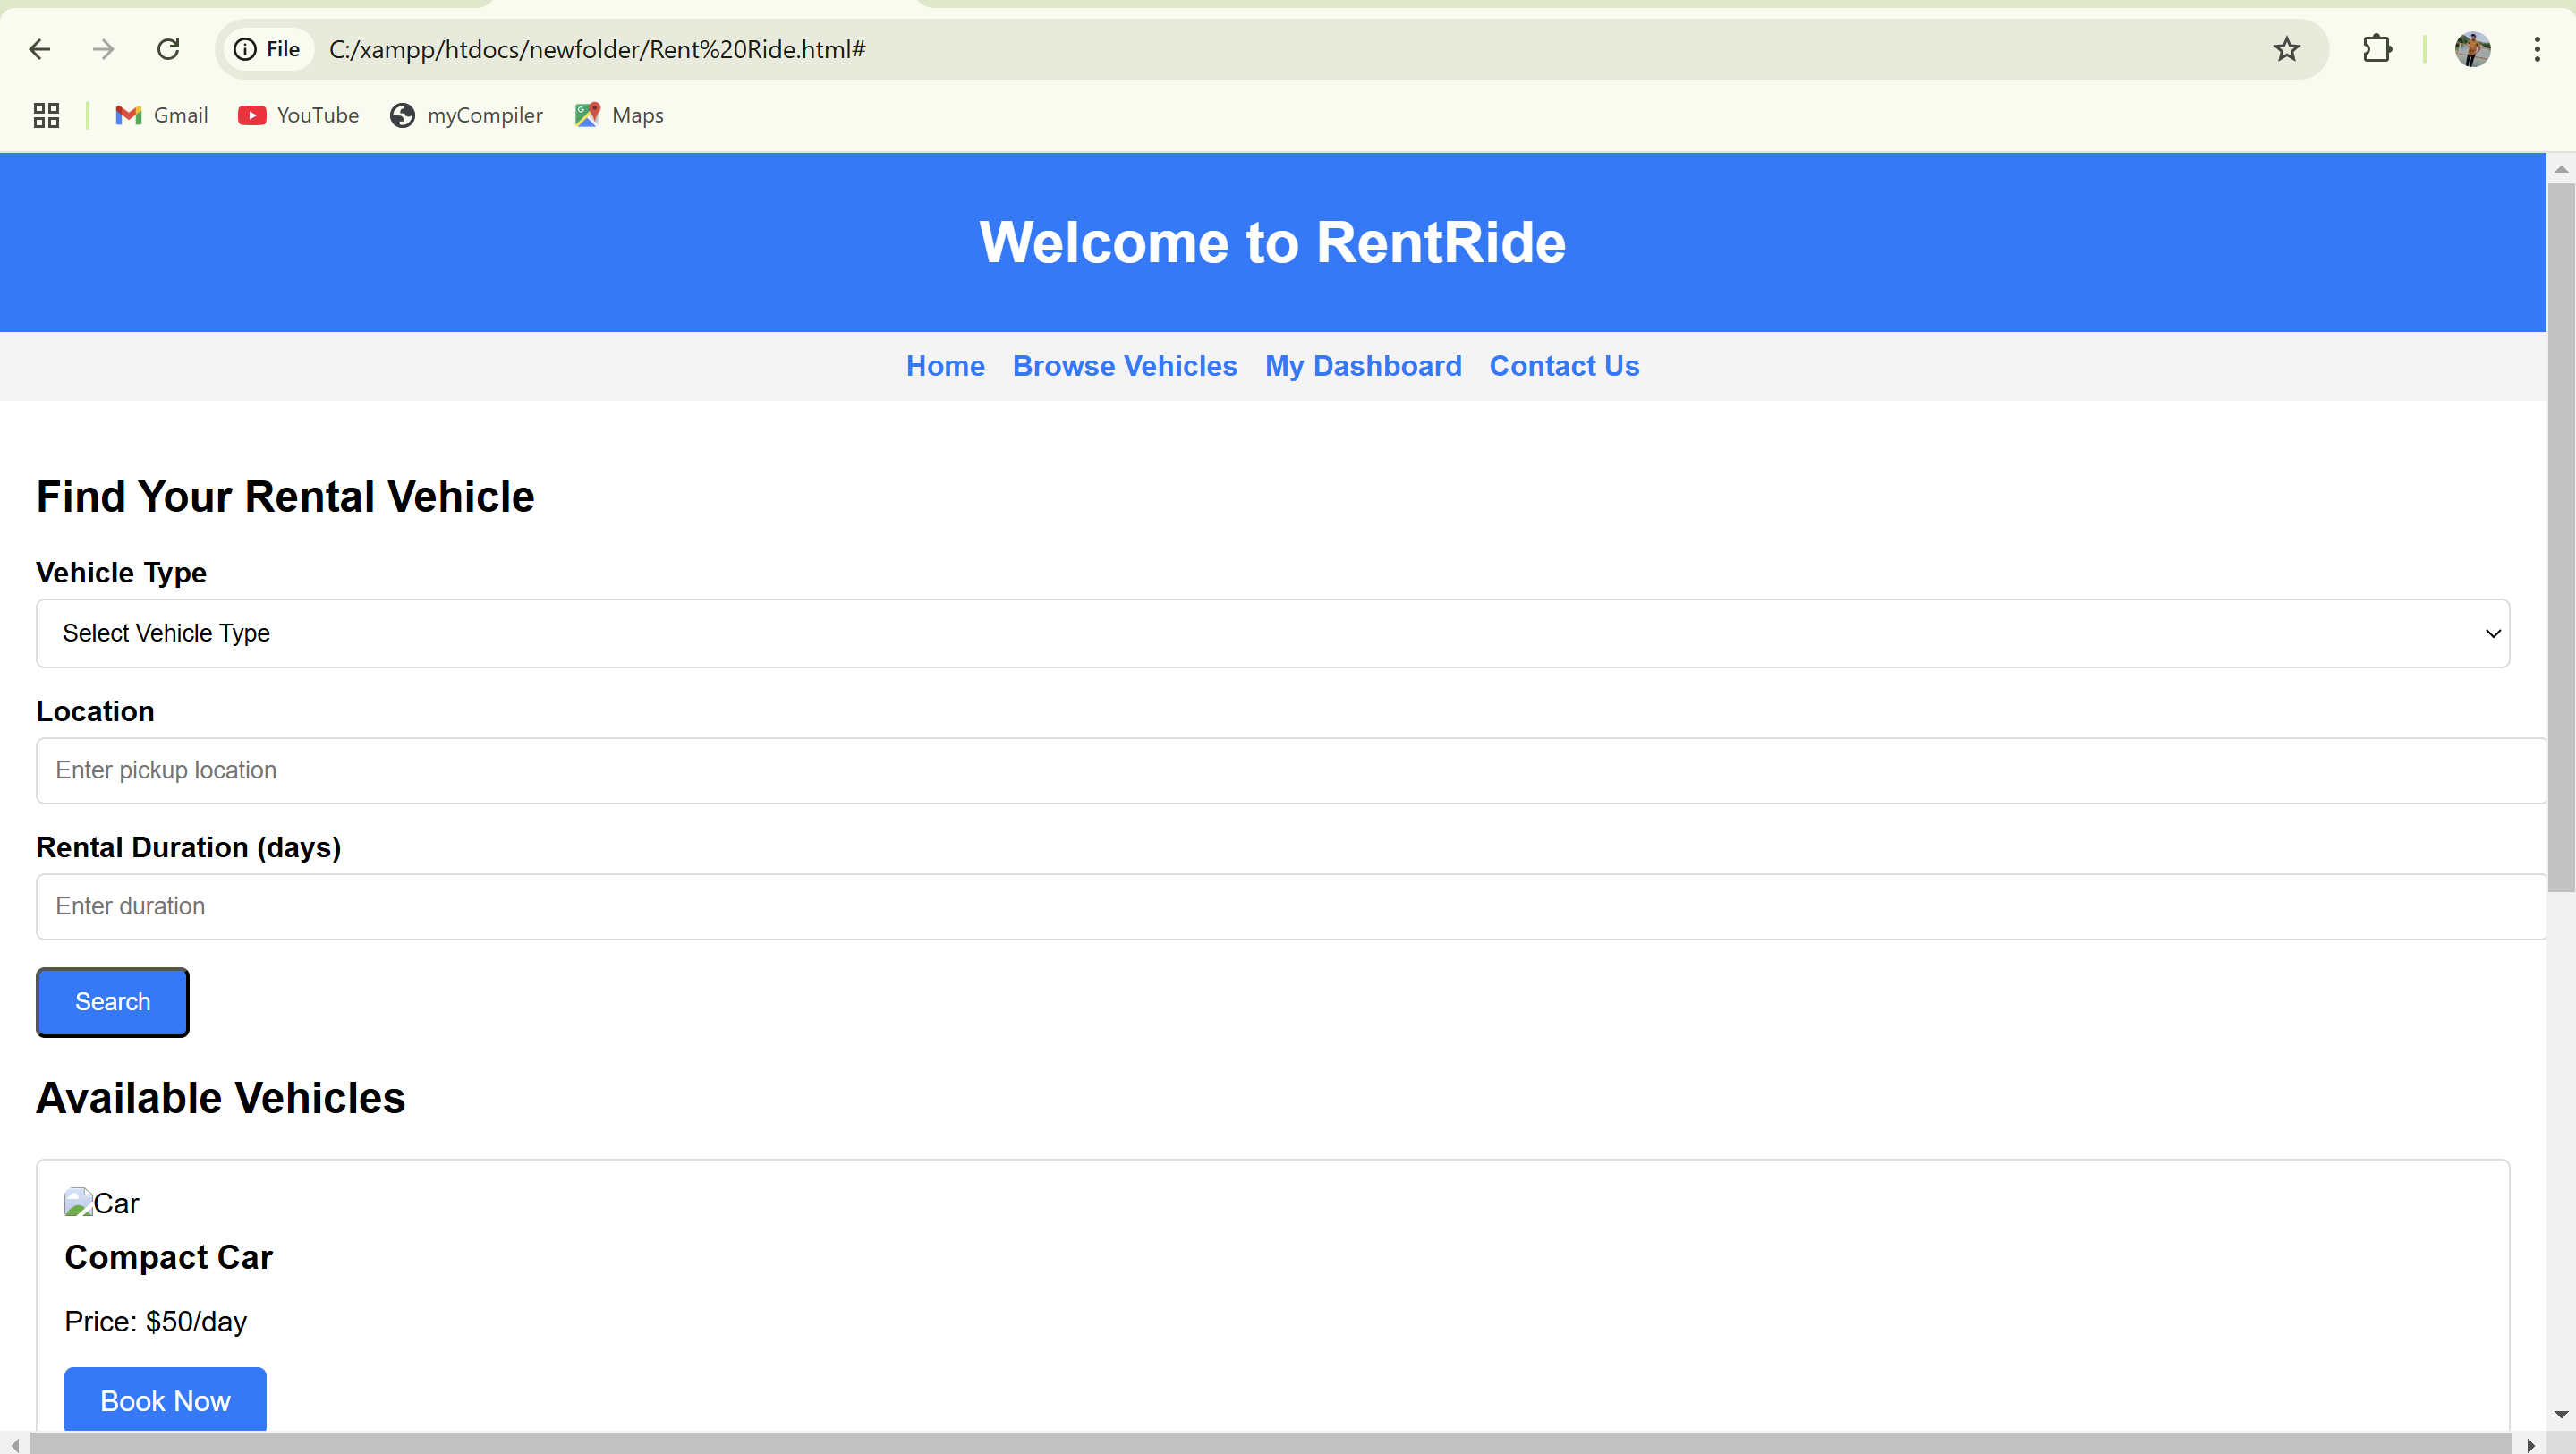 File C:/xampp/htdocs/newfolder/Rent%20Ride.html#
Gmail YouTube myCompiler Maps
Welcome to RentRide
Home Browse Vehicles My Dashboard Contact Us
Find Your Rental Vehicle
Vehicle Type
Select Vehicle Type
Location
Enter pickup location
Rental Duration (days)
Enter duration
Search
Available Vehicles
Car
Compact Car
Price: $50/day
Book Now